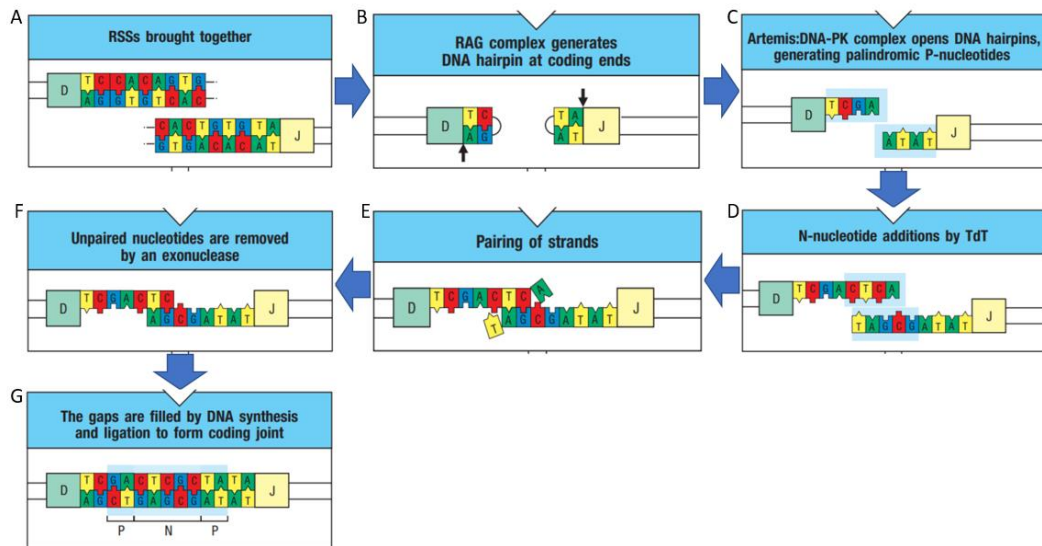 A
RSSs brought together
D
T C C A C A G T G
A G G T G T C A C
C A C T G T G T A
G T G A C A C A T
J
B
RAG complex generates
DNA hairpin at coding ends
D
T C
A G
T A
A T
J
C
Artemis:DNA-PK complex opens DNA hairpins,
generating palindromic P-nucleotides
D
T C G A
A T A T
J
D
N-nucleotide additions by TdT
D
T C G A C T C A
T A G C G A T A T
J
E
Pairing of strands
D
T C G A C T C A
T A G C G A T A T
J
F
Unpaired nucleotides are removed
by an exonuclease
D
T C G A C T C
A G C G A T A T
J
G
The gaps are filled by DNA synthesis
and ligation to form coding joint
D
T C G A C T C G C T A T A
A G C T G A G C G A T A T
J
P N P